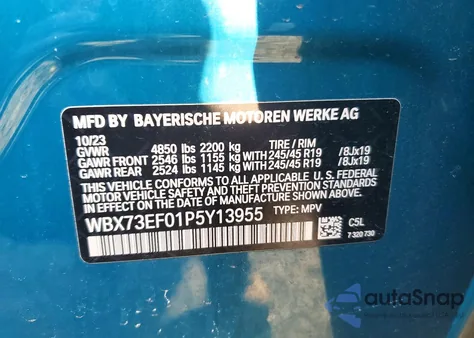 MFD BY BAYERISCHE MOTOREN WERKE AG
10/23
GVWR 4850 lbs 2200 kg TIRE / RIM
GAWR FRONT 2546 lbs 1155 kg 245/45 R19 /8Jx19
GAWR REAR 2524 lbs 1145 kg 245/45 R19 /8Jx19
THIS VEHICLE CONFORMS TO ALL APPLICABLE U.S. FEDERAL
MOTOR VEHICLE SAFETY, BUMPER, AND THEFT PREVENTION
STANDARDS IN EFFECT ON THE DATE OF MANUFACTURE SHOWN ABOVE.
WBX73EF01P5Y13955 TYPE: MPV C5L
7 320 730
autoSnap